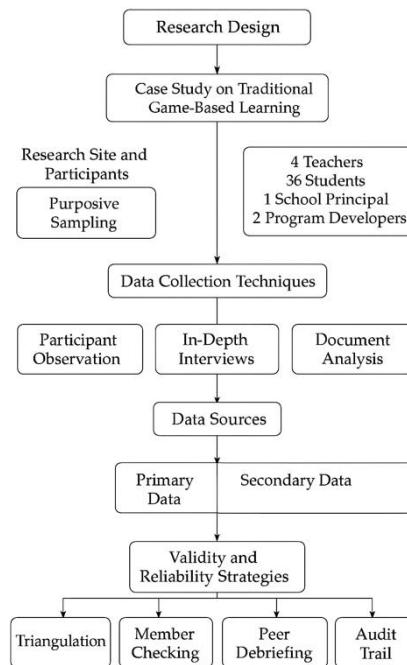 Research Design
Case Study on Traditional
Game-Based Learning
Research Site and
Participants
Purposive
Sampling
4 Teachers
36 Students
1 School Principal
2 Program Developers
Data Collection Techniques
Participant
Observation
In-Depth
Interviews
Document
Analysis
Data Sources
Primary
Data
Secondary Data
Validity and
Reliability Strategies
Triangulation
Member
Checking
Peer
Debriefing
Audit
Trail